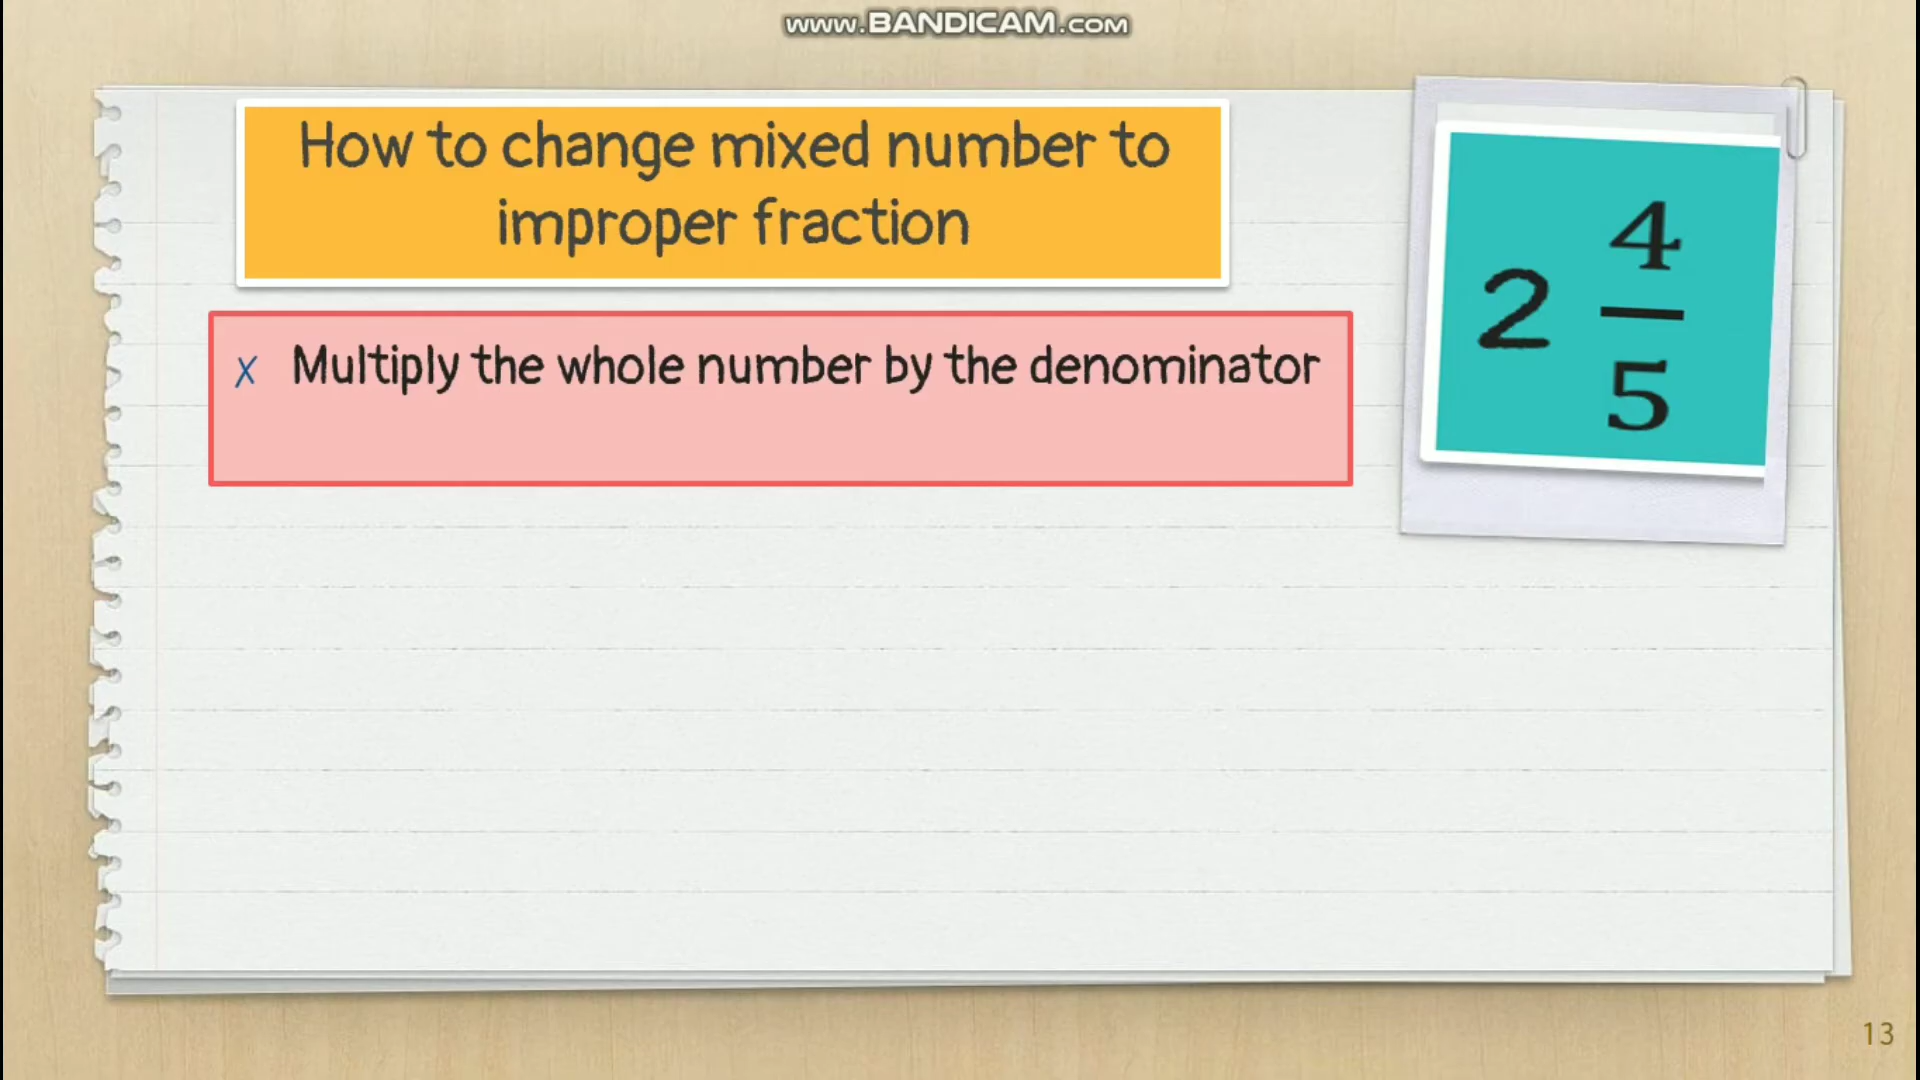 www.BANDICAM.com
How to change mixed number to
improper fraction
x Multiply the whole number by the denominator
2 4/5
13